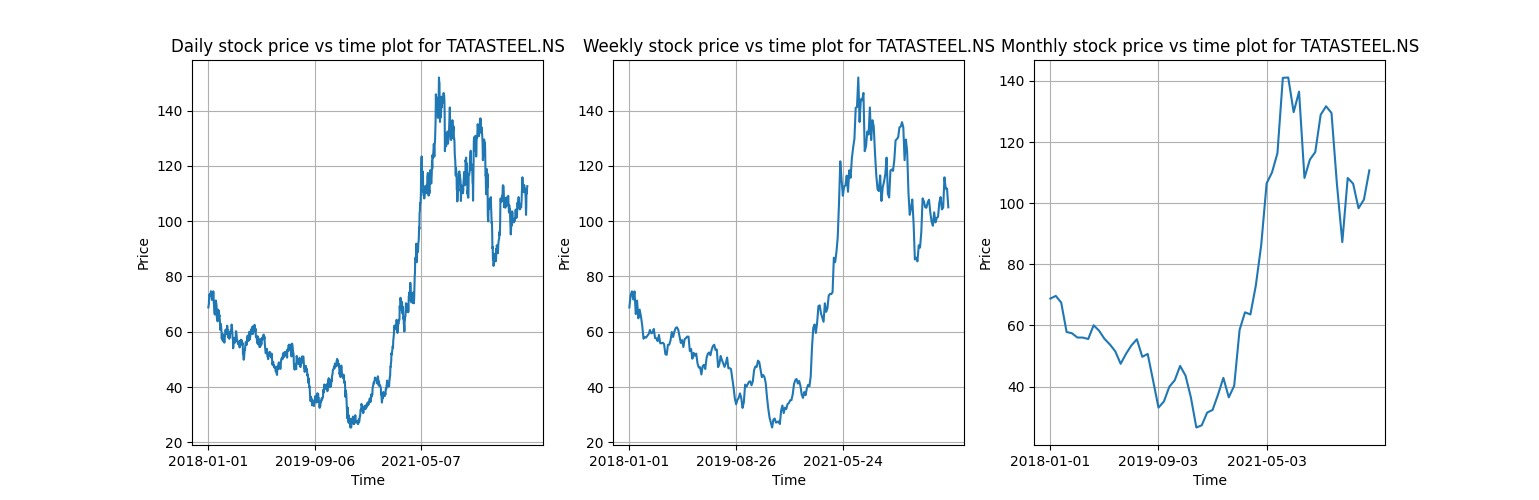 Daily stock price vs time plot for TATASTEEL.NS
Price
140
120
100
80
60
40
20
2018-01-01 2019-09-06 2021-05-07
Time
Weekly stock price vs time plot for TATASTEEL.NS
Price
140
120
100
80
60
40
20
2018-01-01 2019-08-26 2021-05-24
Time
Monthly stock price vs time plot for TATASTEEL.NS
Price
140
120
100
80
60
40
2018-01-01 2019-09-03 2021-05-03
Time